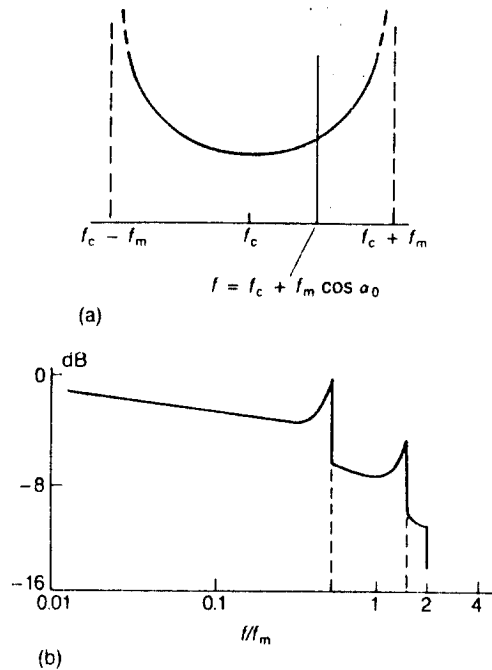 f_c − f_m f_c f_c + f_m
f = f_c + f_m cos α_0
(a)
dB
0
-8
-16
0.01 0.1 1 2 4
f/f_m
(b)